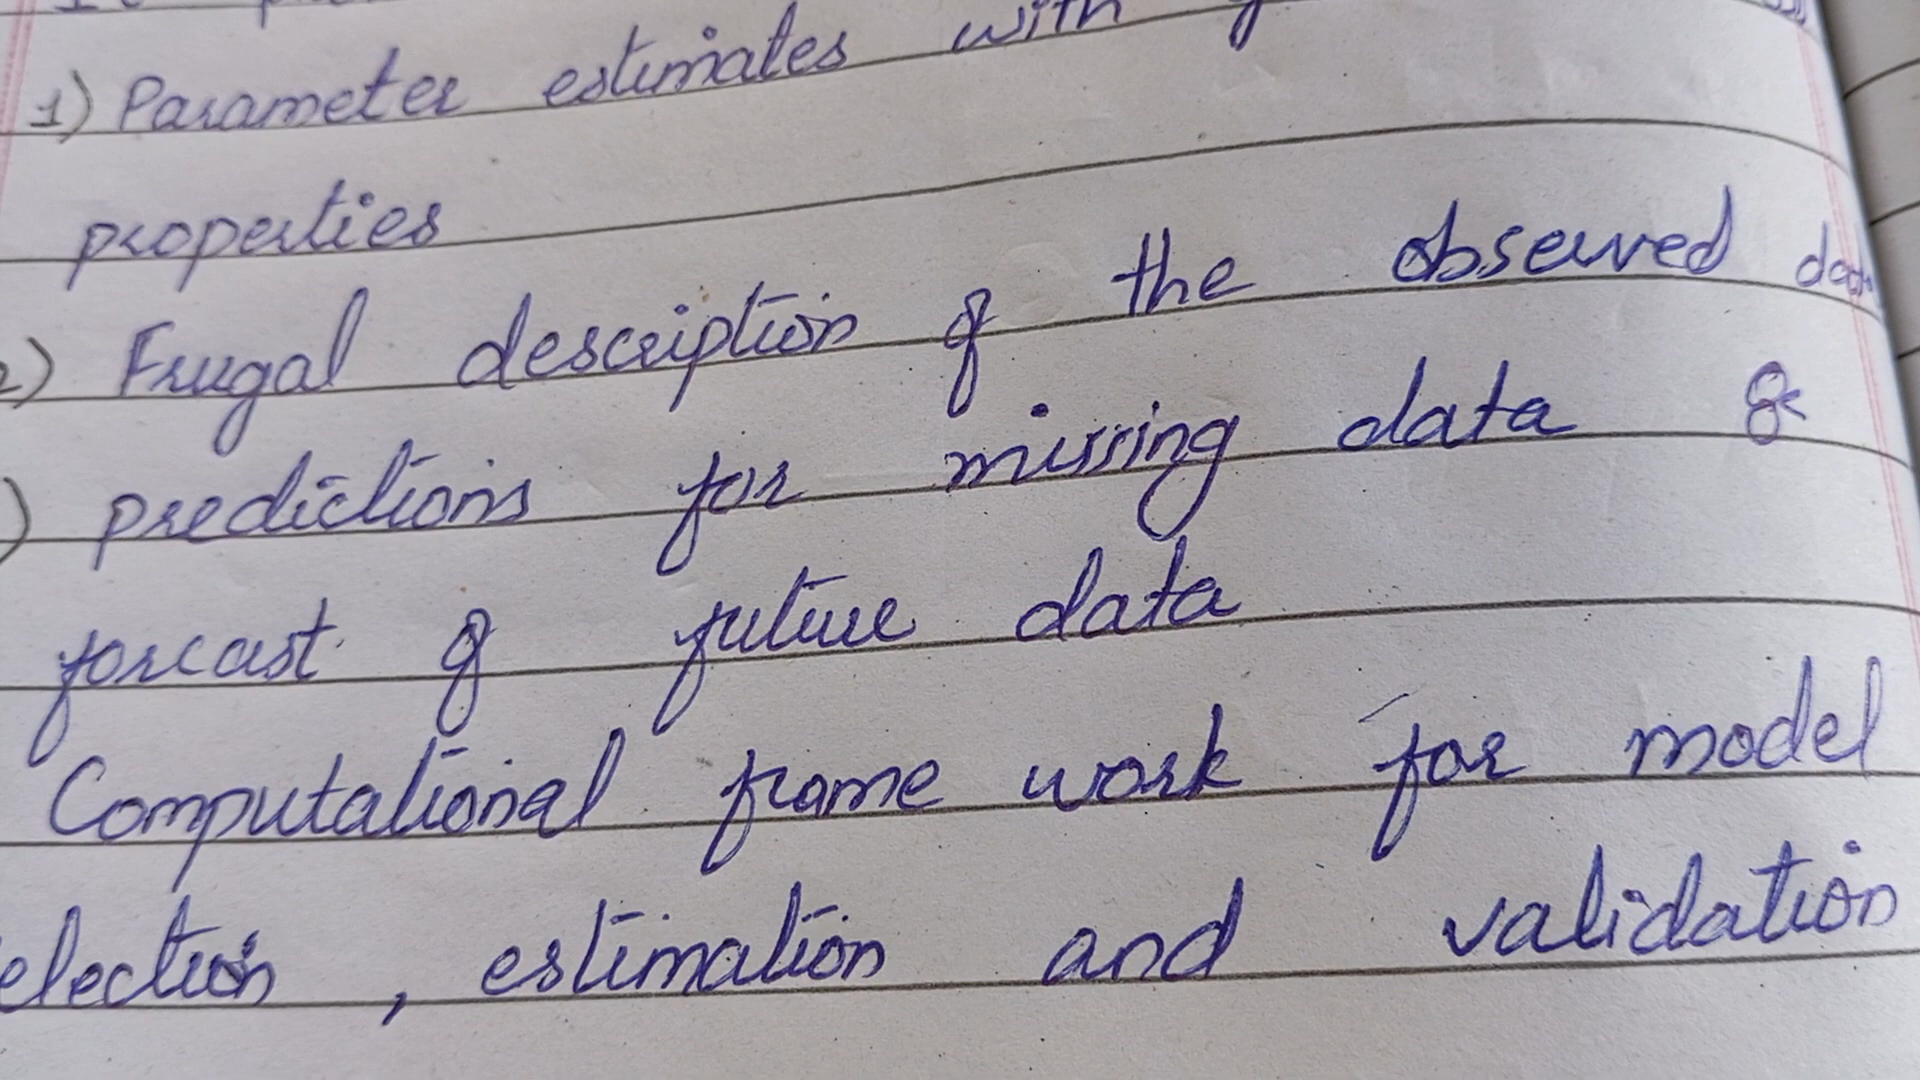 1) Parameter estimates with
properties
2) Frugal description of the observed
) predictions for missing data &
forcast of future data
Computational frame work for model
election, estimation and validation